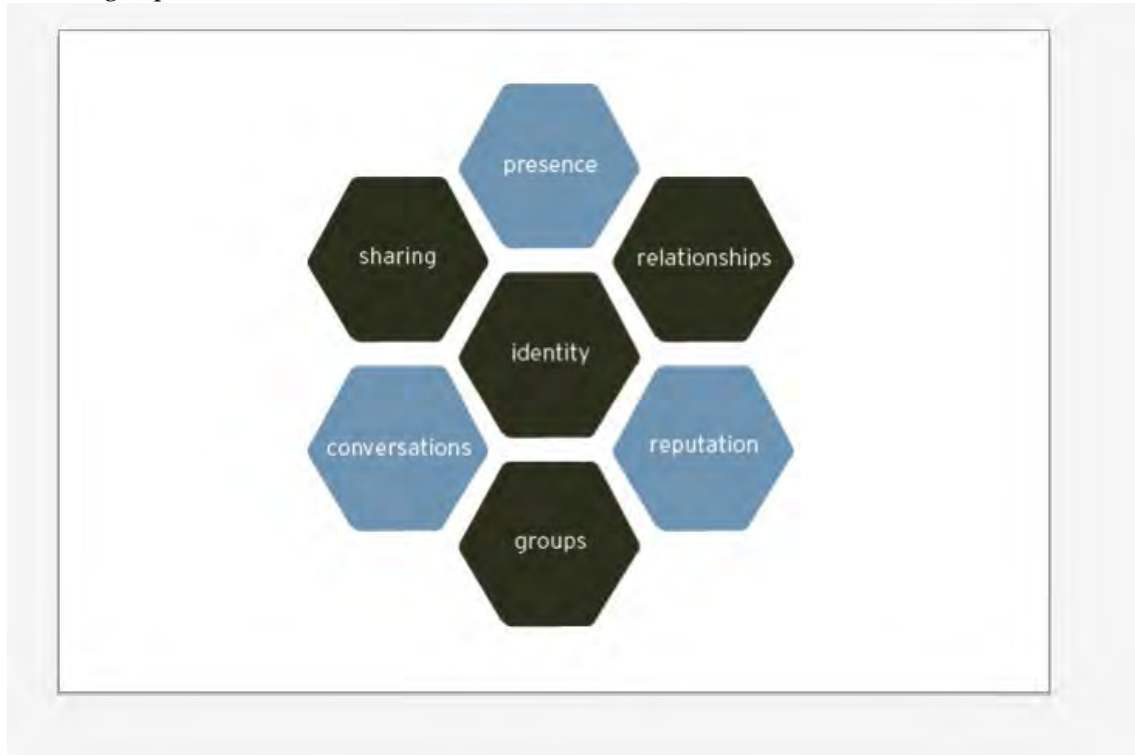 presence
sharing
relationships
identity
conversations
reputation
groups